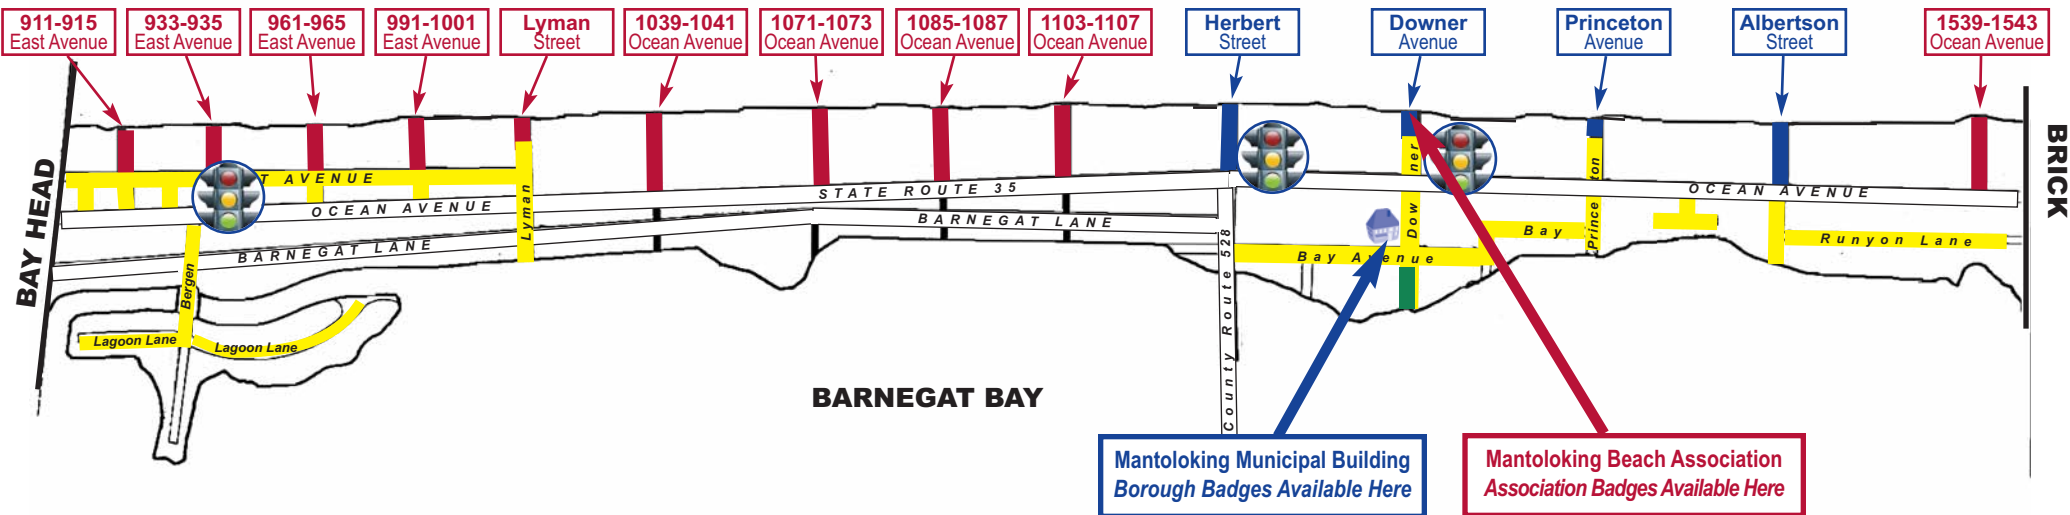 911-915
East Avenue
933-935
East Avenue
961-965
East Avenue
991-1001
East Avenue
Lyman
Street
1039-1041
Ocean Avenue
1071-1073
Ocean Avenue
1085-1087
Ocean Avenue
1103-1107
Ocean Avenue
Herbert
Street
Downer
Avenue
Princeton
Avenue
Albertson
Street
1539-1543
Ocean Avenue
BAY HEAD
BRICK
T AVENUE
OCEAN AVENUE
STATE ROUTE 35
OCEAN AVENUE
BARNEGAT LANE
BARNEGAT LANE
Lyman
Bergen
Lagoon Lane
Lagoon Lane
County Route 528
Dow ner
Prince ton
Bay Avenue
Bay
Runyon Lane
BARNEGAT BAY
Mantoloking Municipal Building
Borough Badges Available Here
Mantoloking Beach Association
Association Badges Available Here